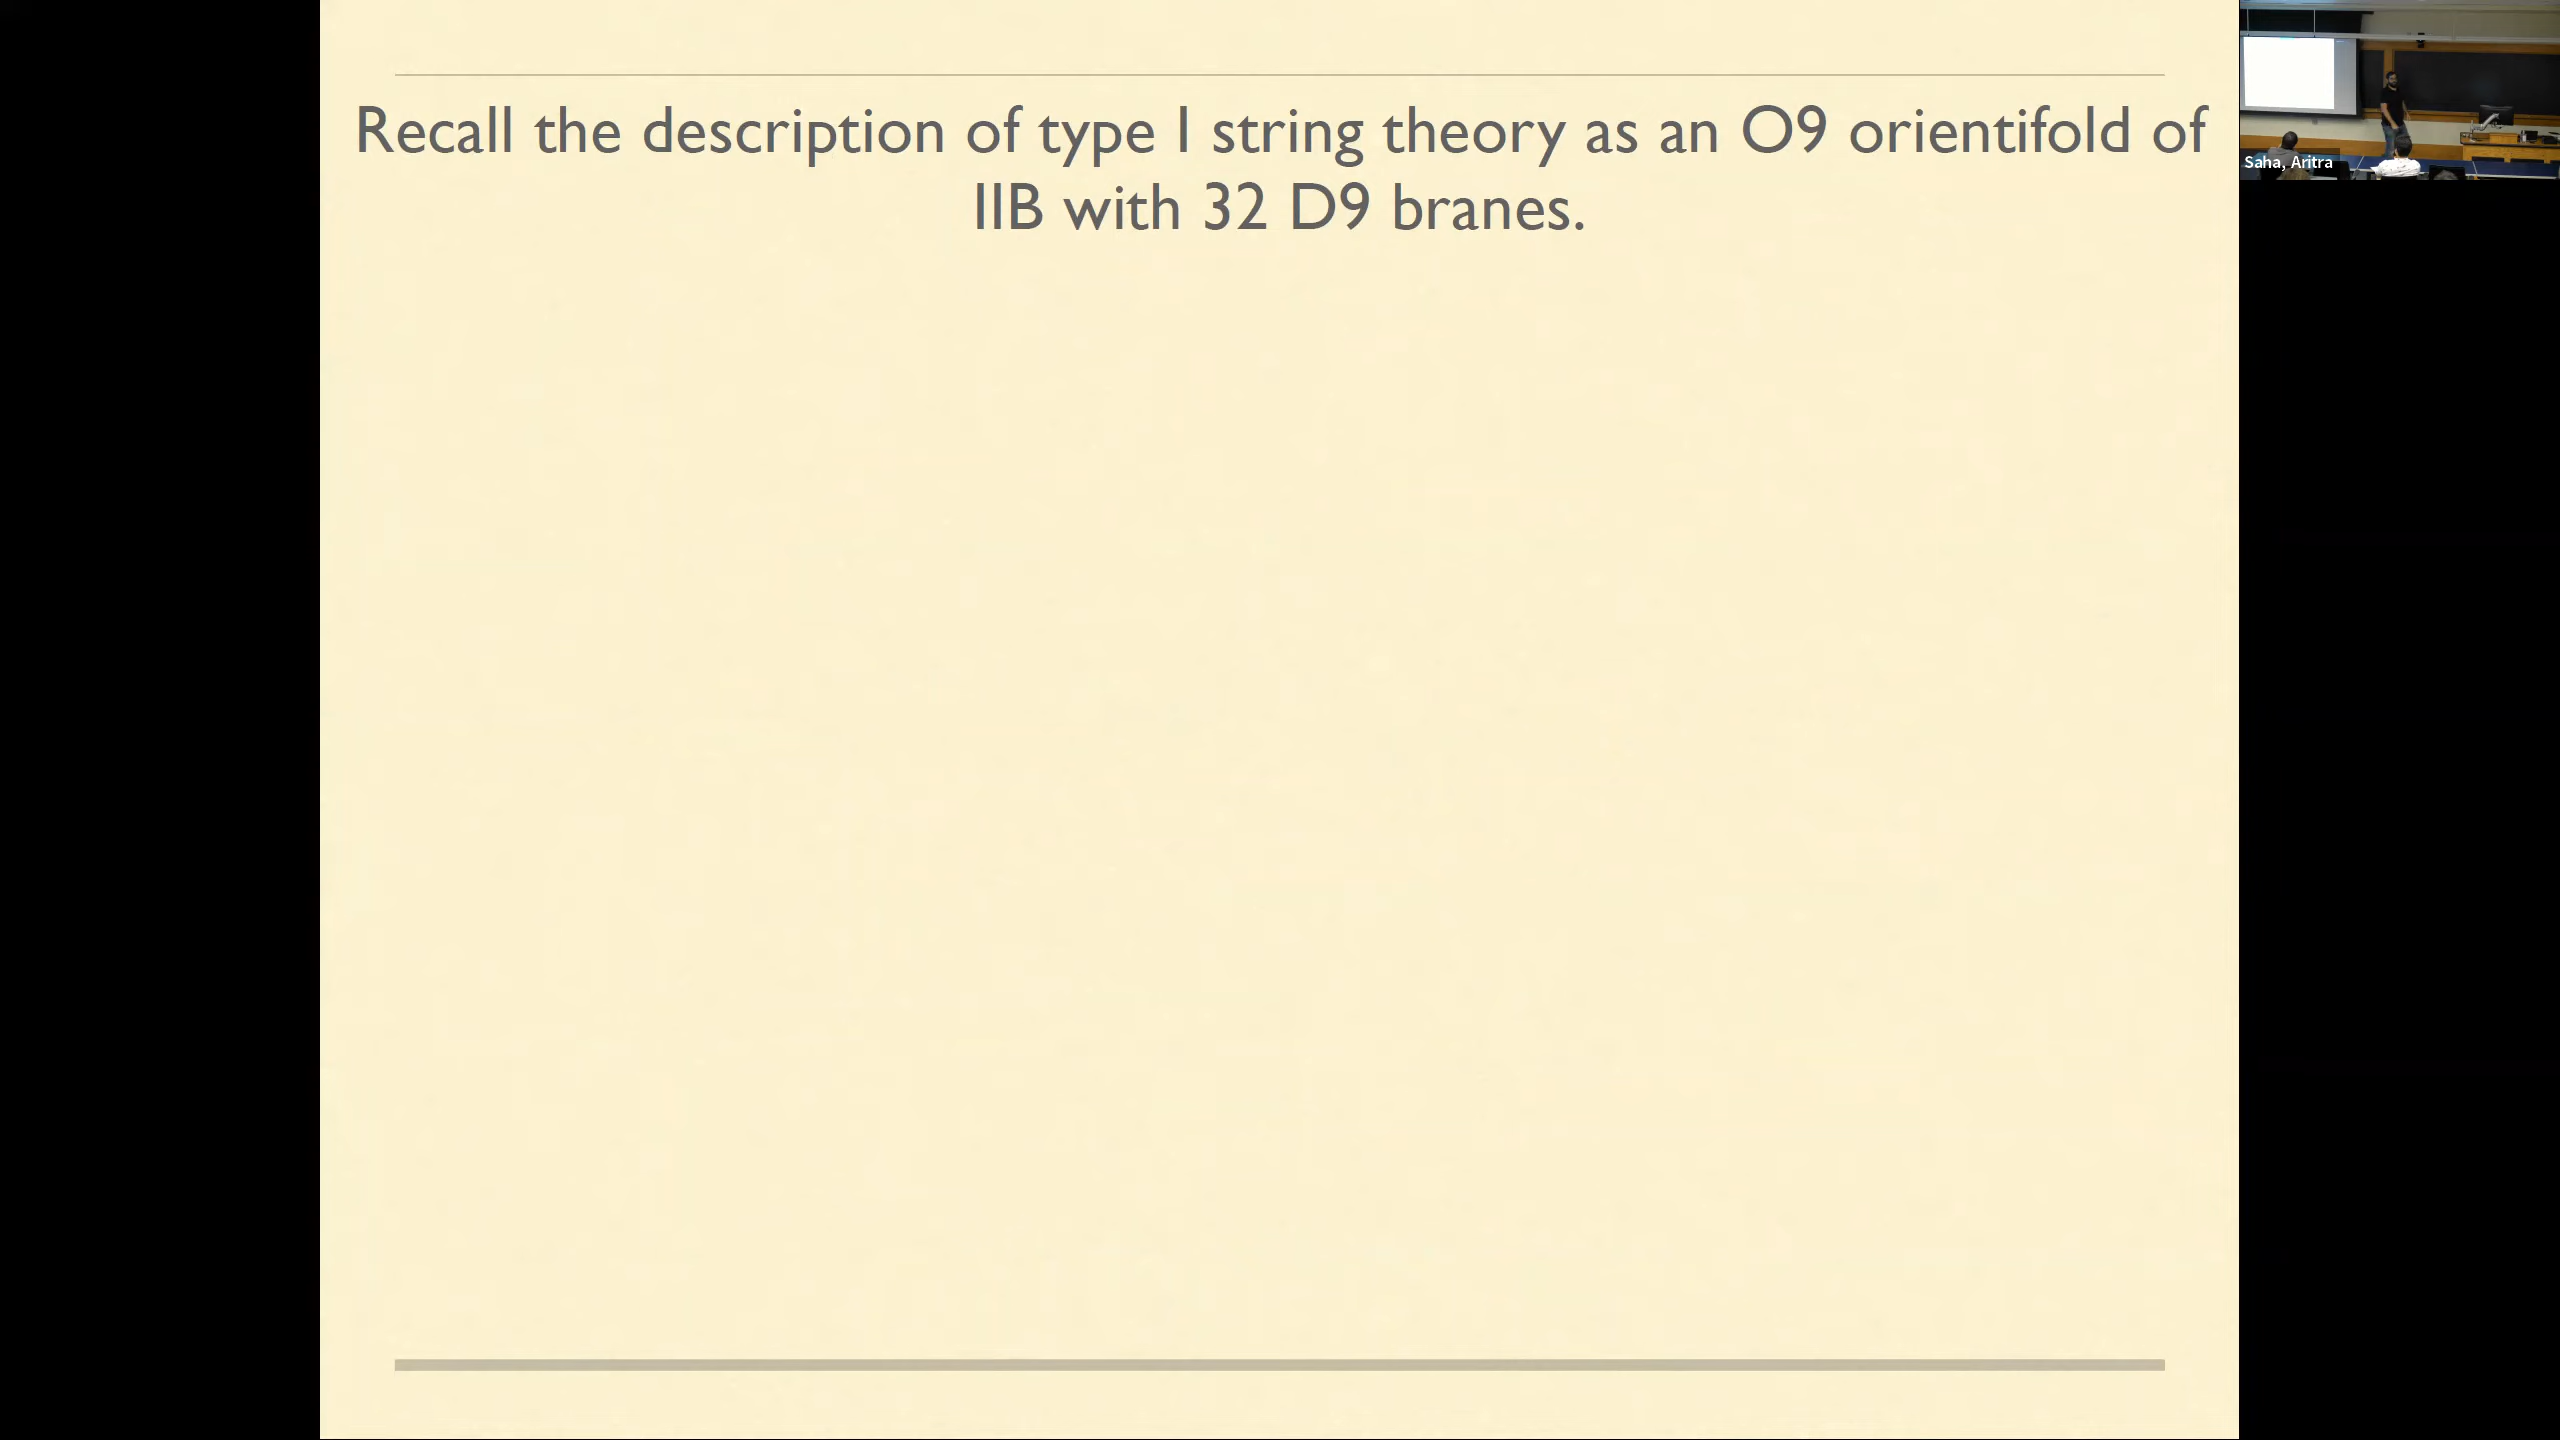 Recall the description of type I string theory as an O9 orientifold of
IIB with 32 D9 branes.
Saha, Aritra